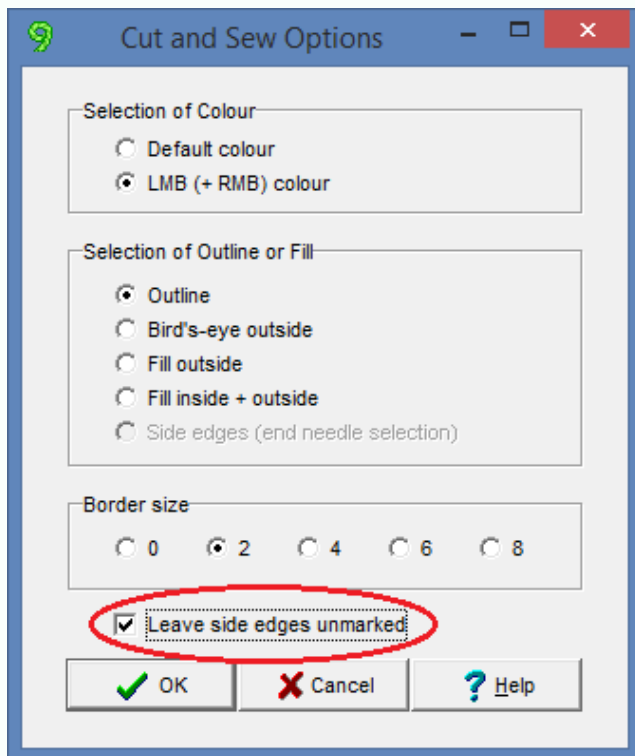 Cut and Sew Options
Selection of Colour
Default colour
LMB (+ RMB) colour
Selection of Outline or Fill
Outline
Bird's-eye outside
Fill outside
Fill inside + outside
Side edges (end needle selection)
Border size
0 2 4 6 8
Leave side edges unmarked
OK Cancel ? Help